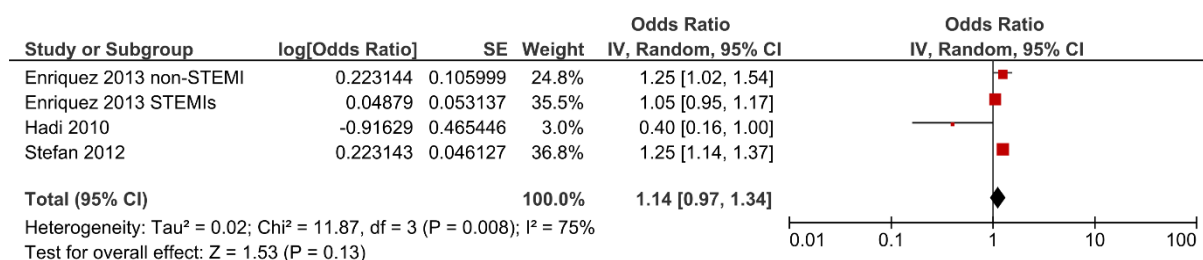 Odds Ratio Odds Ratio
Study or Subgroup log[Odds Ratio] SE Weight IV, Random, 95% CI IV, Random, 95% CI
Enriquez 2013 non-STEMI 0.223144 0.105999 24.8% 1.25 [1.02, 1.54]
Enriquez 2013 STEMIs 0.04879 0.053137 35.5% 1.05 [0.95, 1.17]
Hadi 2010 -0.91629 0.465446 3.0% 0.40 [0.16, 1.00]
Stefan 2012 0.223143 0.046127 36.8% 1.25 [1.14, 1.37]
Total (95% CI) 100.0% 1.14 [0.97, 1.34]
Heterogeneity: Tau² = 0.02; Chi² = 11.87, df = 3 (P = 0.008); I² = 75%
Test for overall effect: Z = 1.53 (P = 0.13)
0.01 0.1 1 10 100